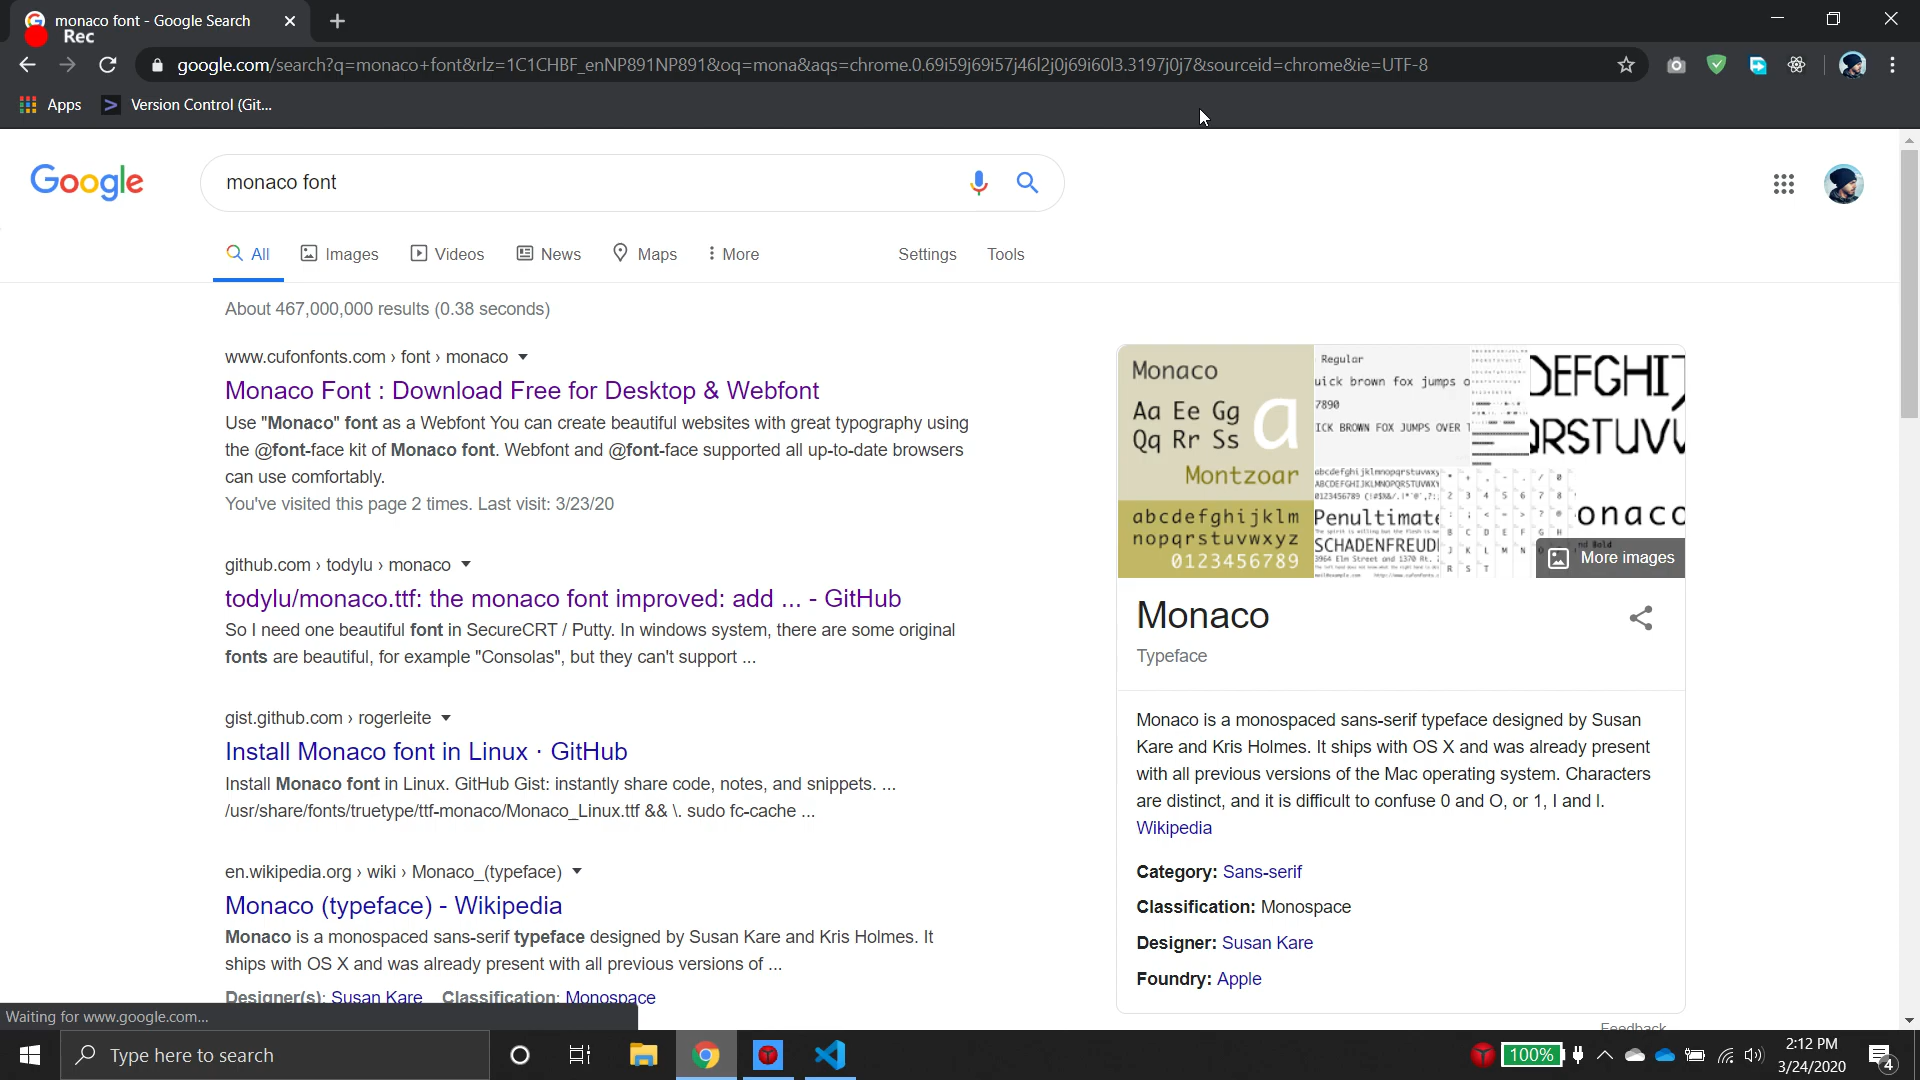 monaco font - Google Search
Rec
google.com/search?q=monaco+font&rlz=1C1CHBF_enNP891NP891&oq=mona&aqs=chrome.0.69i59j69i57j46l2j0j69i60l3.3197j0j7&sourceid=chrome&ie=UTF-8
Apps
Version Control (Git...
Google
monaco font
All Images Videos News Maps More Settings Tools
About 467,000,000 results (0.38 seconds)
www.cufonfonts.com › font › monaco
Monaco Font : Download Free for Desktop & Webfont
Use "Monaco" font as a Webfont You can create beautiful websites with great typography using
the @font-face kit of Monaco font. Webfont and @font-face supported all up-to-date browsers
can use comfortably.
You've visited this page 2 times. Last visit: 3/23/20
github.com › todylu › monaco
todylu/monaco.ttf: the monaco font improved: add ... - GitHub
So I need one beautiful font in SecureCRT / Putty. In windows system, there are some original
fonts are beautiful, for example "Consolas", but they can't support ...
gist.github.com › rogerleite
Install Monaco font in Linux · GitHub
Install Monaco font in Linux. GitHub Gist: instantly share code, notes, and snippets. ...
/usr/share/fonts/truetype/ttf-monaco/Monaco_Linux.ttf && \. sudo fc-cache ...
en.wikipedia.org › wiki › Monaco_(typeface)
Monaco (typeface) - Wikipedia
Monaco is a monospaced sans-serif typeface designed by Susan Kare and Kris Holmes. It
ships with OS X and was already present with all previous versions of ...
Designer(s): Susan Kare Classification: Monospace
Monaco
Aa Ee Gg
Qq Rr Ss
a
Montzoar
abcdefghijklm
nopqrstuvwxyz
0123456789
Regular
uick brown fox jumps o
7890
ICK BROWN FOX JUMPS OVER
DEFGHI
QRSTUV
abcdefghijklmnopqrstuvwxy
ABCDEFGHIJKLMNOPQRSTUVWXY
Penultimate
SCHADENFREUD
onaco
More images
Monaco
Typeface
Monaco is a monospaced sans-serif typeface designed by Susan
Kare and Kris Holmes. It ships with OS X and was already present
with all previous versions of the Mac operating system. Characters
are distinct, and it is difficult to confuse 0 and O, or 1, I and l.
Wikipedia
Category: Sans-serif
Classification: Monospace
Designer: Susan Kare
Foundry: Apple
Feedback
Waiting for www.google.com...
Type here to search
100%
2:12 PM
3/24/2020
4